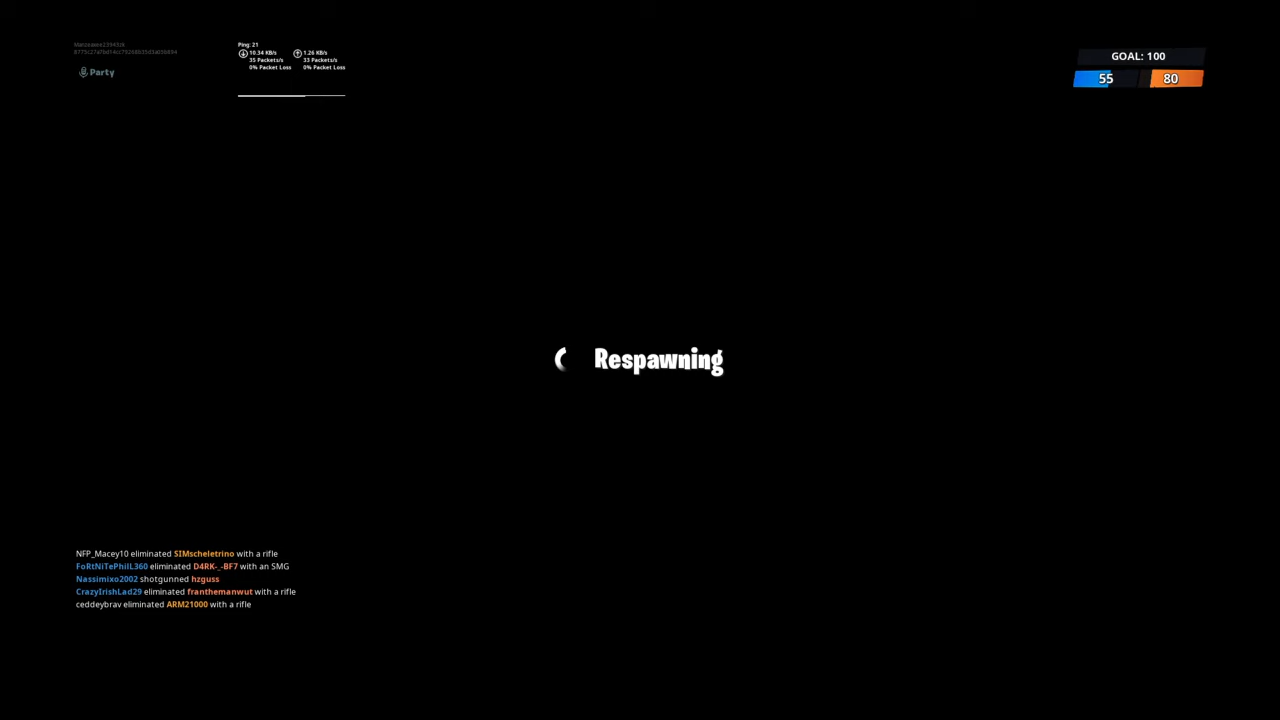 Party
Ping: 21
10.34 KB/s 1.26 KB/s
35 Packets/s 33 Packets/s
0% Packet Loss 0% Packet Loss
GOAL: 100
55 80
Respawning
NFP_Macey10 eliminated SIMscheletrino with a rifle
FoRtNiTePhilL360 eliminated D4RK-_-BF7 with an SMG
Nassimixo2002 shotgunned hzguss
CrazyIrishLad29 eliminated franthemanwut with a rifle
ceddeybrav eliminated ARM21000 with a rifle